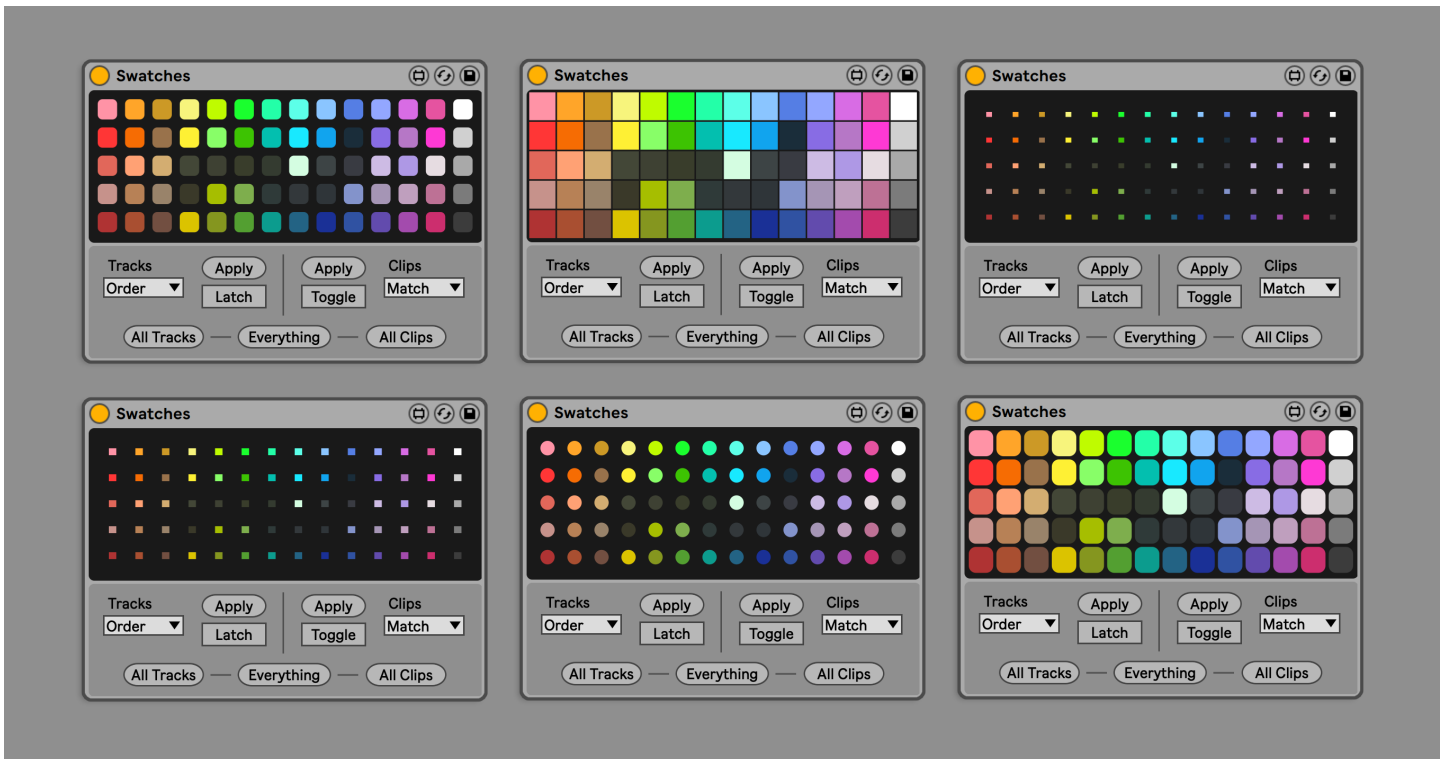 Swatches
Tracks Apply Apply Clips
Order Latch Toggle Match
All Tracks Everything All Clips
Swatches
Tracks Apply Apply Clips
Order Latch Toggle Match
All Tracks Everything All Clips
Swatches
Tracks Apply Apply Clips
Order Latch Toggle Match
All Tracks Everything All Clips
Swatches
Tracks Apply Apply Clips
Order Latch Toggle Match
All Tracks Everything All Clips
Swatches
Tracks Apply Apply Clips
Order Latch Toggle Match
All Tracks Everything All Clips
Swatches
Tracks Apply Apply Clips
Order Latch Toggle Match
All Tracks Everything All Clips